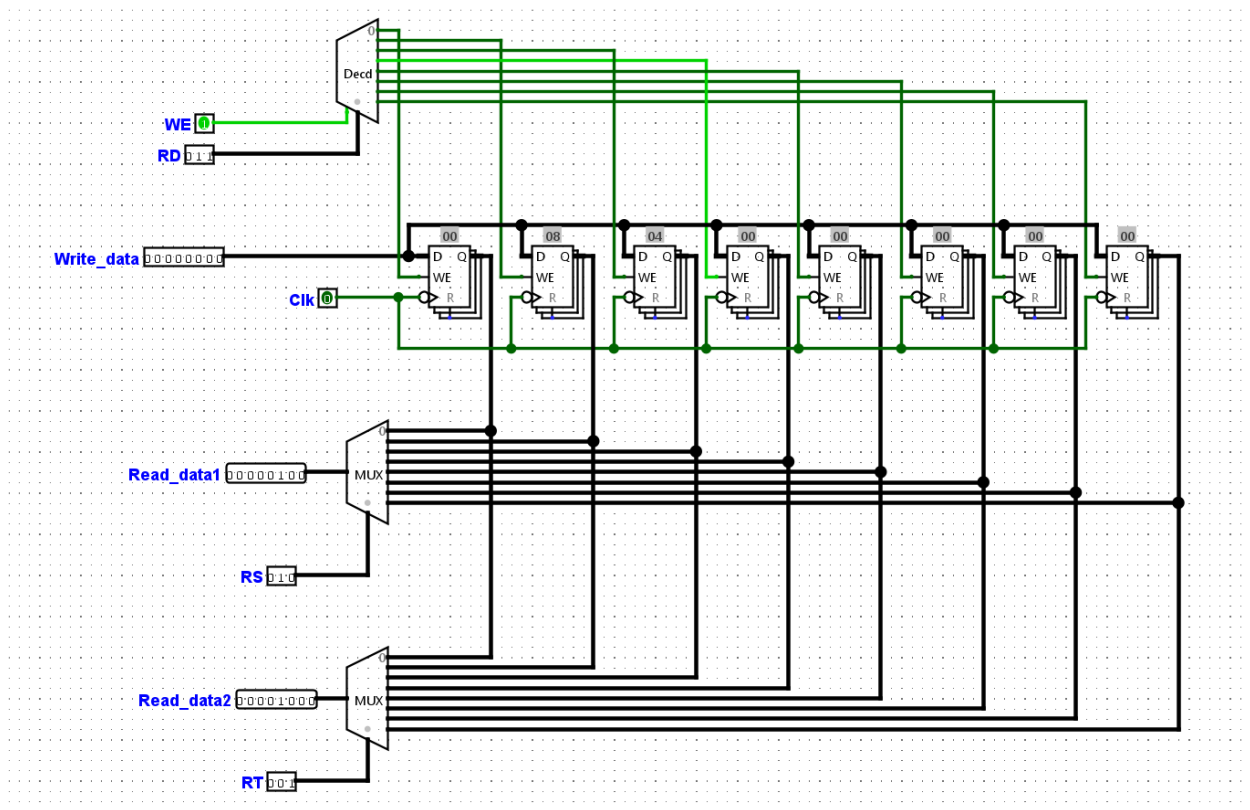 0
Decd
WE 1
RD 0 1 1
00 08 04 00 00 00 00 00
Write_data 0 0 0 0 0 0 0 0
D Q D Q D Q D Q D Q D Q D Q D Q
WE WE WE WE WE WE WE WE
Clk 0
R R R R R R R R
0
Read_data1 0 0 0 0 0 1 0 0
MUX
RS 0 1 0
0
Read_data2 0 0 0 0 1 0 0 0
MUX
RT 0 0 1